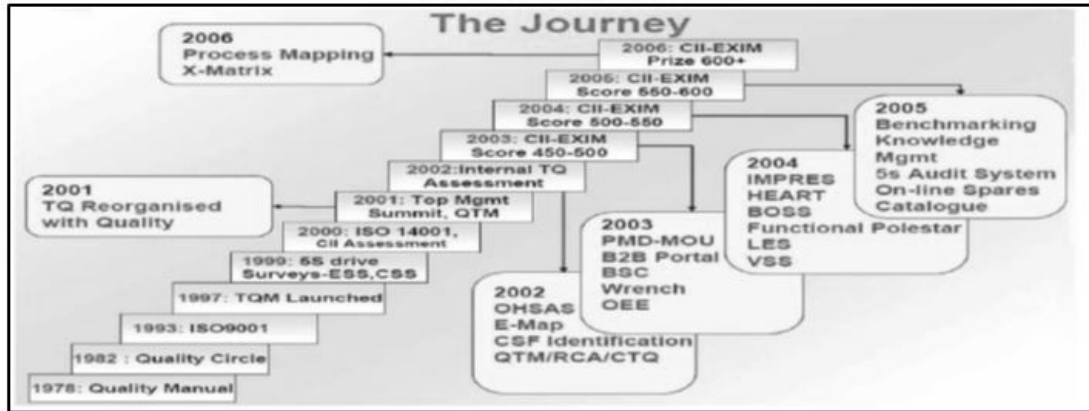 The Journey
2006
Process Mapping
X-Matrix
2006: CII-EXIM
Prize 600+
2005: CII-EXIM
Score 550-600
2004: CII-EXIM
Score 500-550
2003: CII-EXIM
Score 450-500
2002:Internal TQ
Assessment
2001: Top Mgmt
Summit, QTM
2000: ISO 14001,
CII Assessment
1999: 5S drive
Surveys-ESS,CSS
1997: TQM Launched
1993: ISO9001
1982 : Quality Circle
1978: Quality Manual
2001
TQ Reorganised
with Quality
2002
OHSAS
E-Map
CSF Identification
QTM/RCA/CTQ
2003
PMD-MOU
B2B Portal
BSC
Wrench
OEE
2004
IMPRES
HEART
BOSS
Functional Polestar
LES
VSS
2005
Benchmarking
Knowledge
Mgmt
5s Audit System
On-line Spares
Catalogue